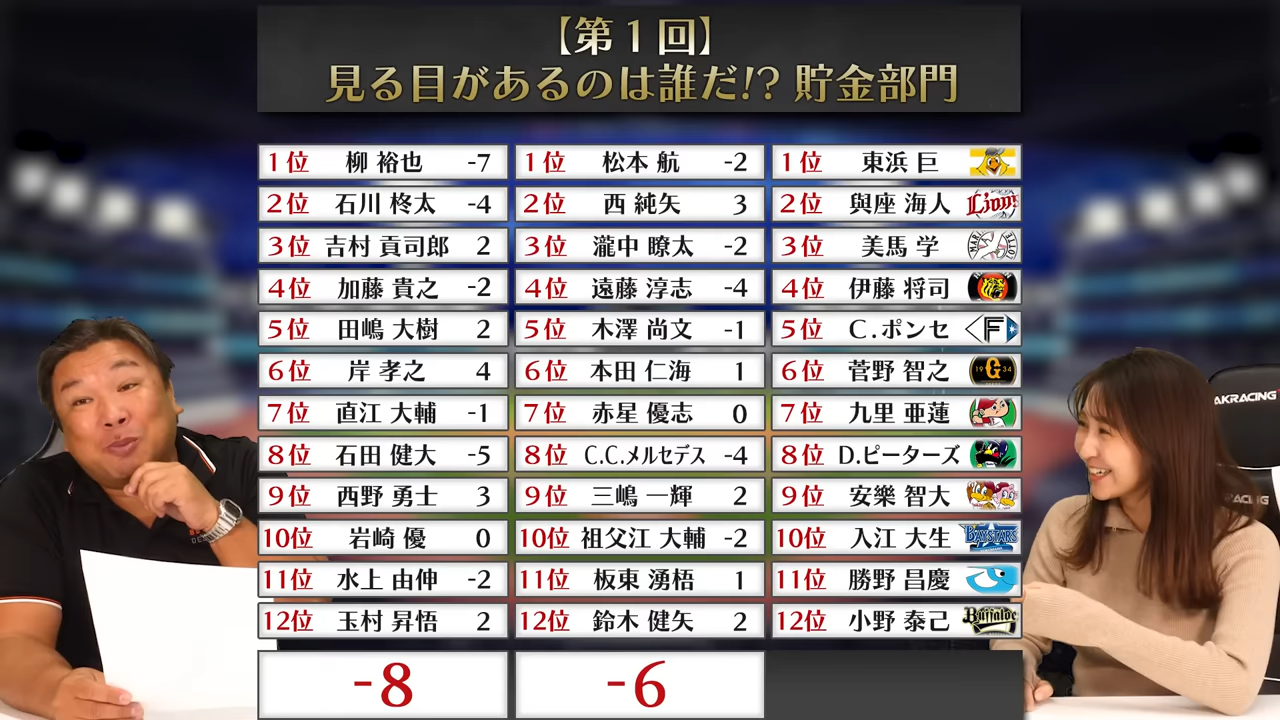 【第1回】
見る目があるのは誰だ!? 貯金部門
1位 柳 裕也 -7
2位 石川 柊太 -4
3位 吉村 貢司郎 2
4位 加藤 貴之 -2
5位 田嶋 大樹 2
6位 岸 孝之 4
7位 直江 大輔 -1
8位 石田 健大 -5
9位 西野 勇士 3
10位 岩崎 優 0
11位 水上 由伸 -2
12位 玉村 昇悟 2
-8
1位 松本 航 -2
2位 西 純矢 3
3位 瀧中 瞭太 -2
4位 遠藤 淳志 -4
5位 木澤 尚文 -1
6位 本田 仁海 1
7位 赤星 優志 0
8位 C.C.メルセデス -4
9位 三嶋 一輝 2
10位 祖父江 大輔 -2
11位 板東 湧梧 1
12位 鈴木 健矢 2
-6
1位 東浜 巨
2位 與座 海人 Lions
3位 美馬 学
4位 伊藤 将司
5位 C.ポンセ F
6位 菅野 智之 19 G 34
7位 九里 亜蓮
8位 D.ピーターズ
9位 安樂 智大
10位 入江 大生 BAYSTARS
11位 勝野 昌慶
12位 小野 泰己 Buffaloes
AKRACING
RACING